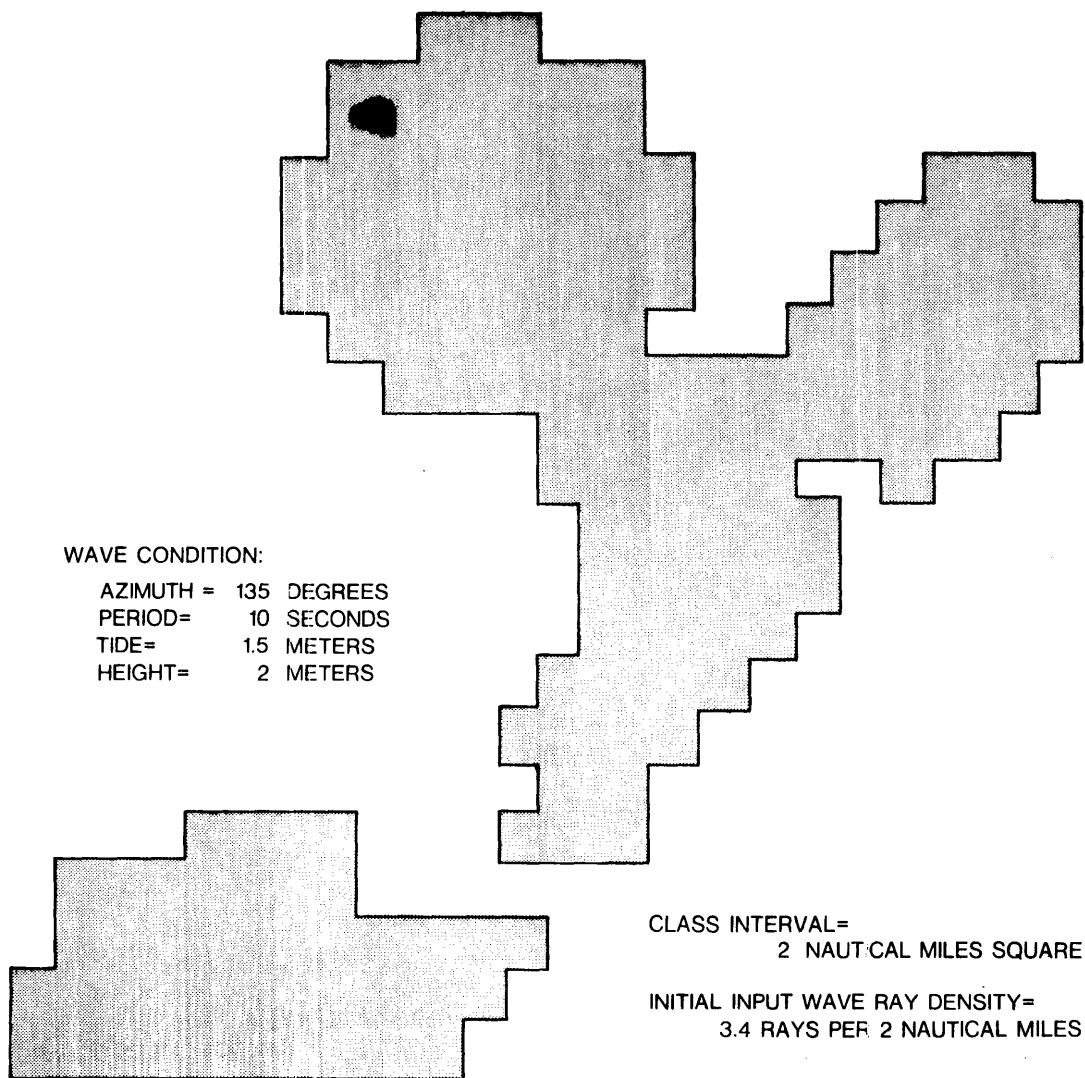 WAVE CONDITION:
AZIMUTH = 135 DEGREES
PERIOD= 10 SECONDS
TIDE= 1.5 METERS
HEIGHT= 2 METERS
CLASS INTERVAL=
2 NAUTICAL MILES SQUARE
INITIAL INPUT WAVE RAY DENSITY=
3.4 RAYS PER 2 NAUTICAL MILES